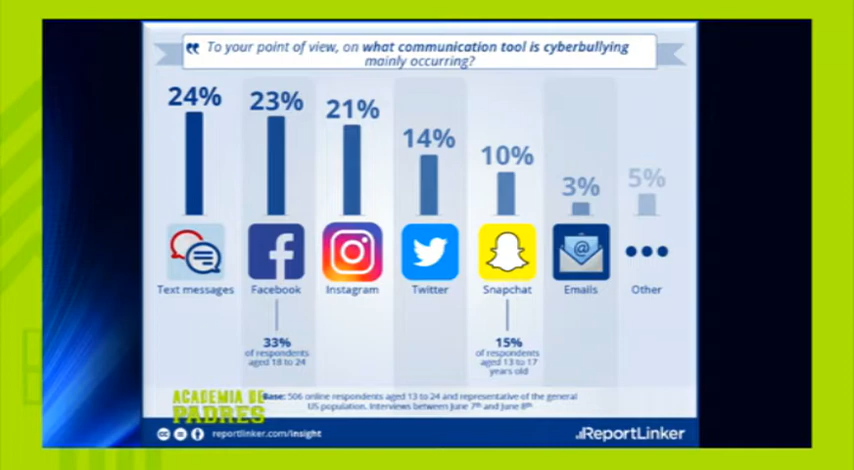 To your point of view, on what communication tool is cyberbullying
mainly occurring?
24%
23%
21%
14%
10%
3%
5%
@
Text messages
Facebook
Instagram
Twitter
Snapchat
Emails
Other
33%
of respondents
aged 18 to 24
15%
of respondents
aged 13 to 17
years old
ACADEMIA DE
PADRES
Base: 506 online respondents aged 13 to 24 and representative of the general
US population. Interviews between June 7th and June 8th
reportlinker.com/insight
ReportLinker